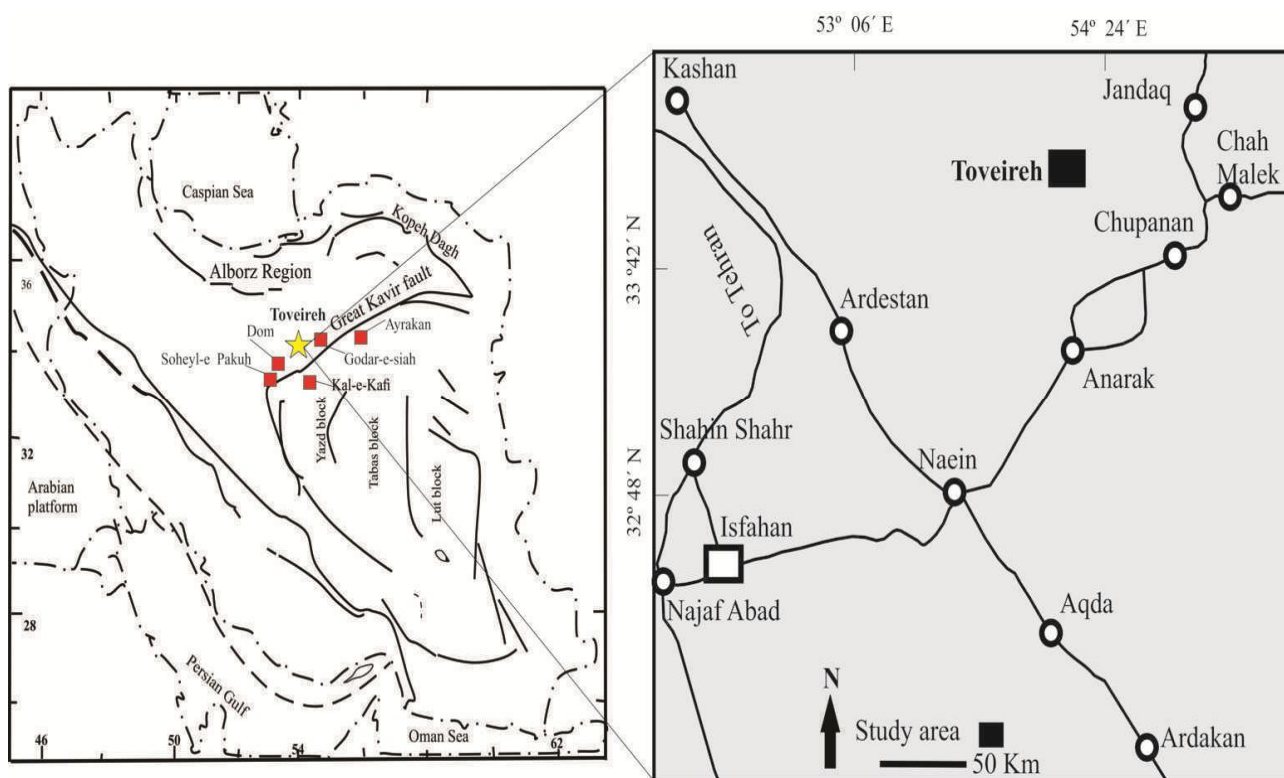 Caspian Sea
Kopeh Dagh
36
Alborz Region
Great Kavir fault
Toveireh
Dom
Ayrakan
Soheyl-e Pakuh
Godar-e-siah
Kal-e-Kafi
Yazd block
Tabas block
Lut block
32
Arabian
platform
28
Persian Gulf
Oman Sea
46
50
54
62
53º 06´ E
54º 24´ E
33 º42´ N
32º 48´ N
Kashan
Jandaq
Chah
Malek
Toveireh
Chupanan
To Tehran
Ardestan
Anarak
Shahin Shahr
Naein
Isfahan
Najaf Abad
Aqda
N
Study area
50 Km
Ardakan